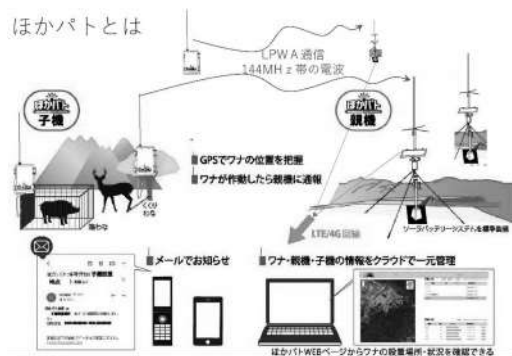 ほかパトとは
LPWA通信
144MHz帯の電波
ほかパト
子機
ほかパト
親機
■GPSでワナの位置を把握
■ワナが作動したら親機に通報
くくり
わな
箱わな
LTE/4G回線
ソーラバッテリーシステムを標準装備
■メールでお知らせ
■ワナ・親機・子機の情報をクラウドで一元管理
ほかパトWEBページからワナの設置場所・状況を確認できる